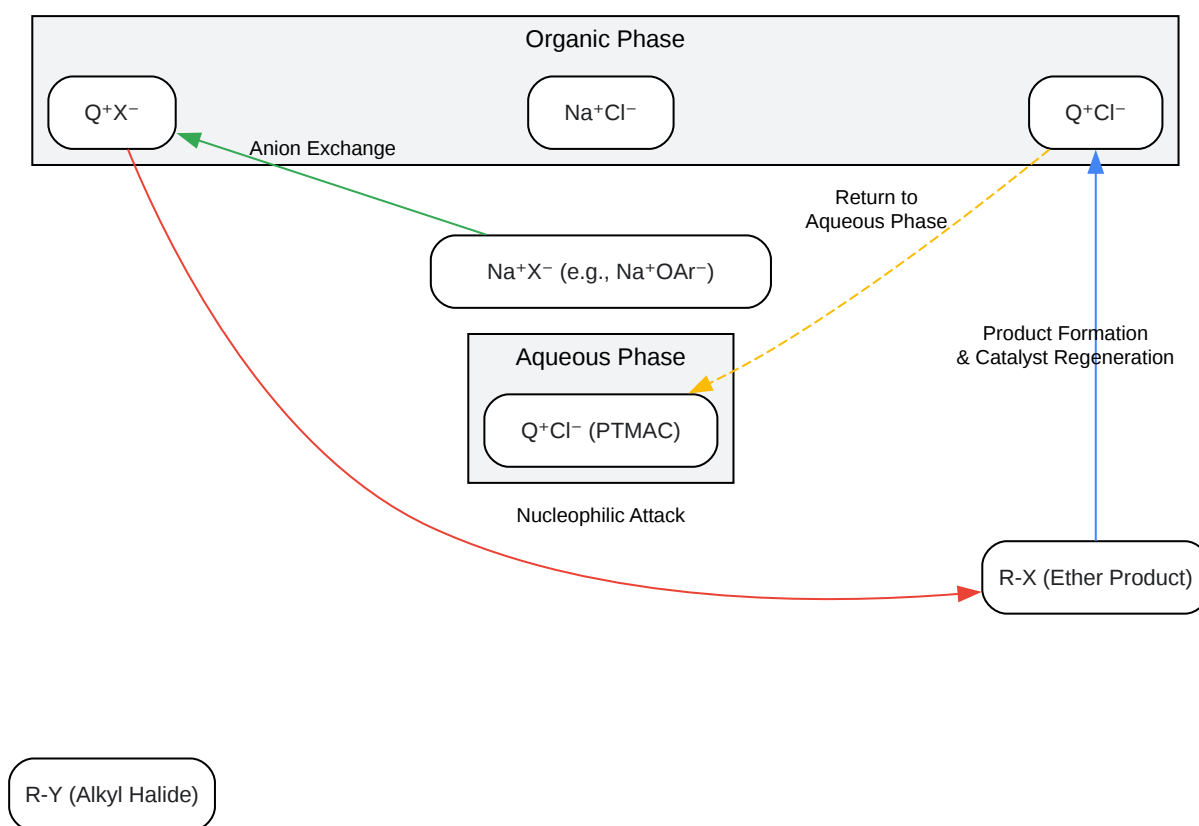 Organic Phase
Q⁺X⁻
Na⁺Cl⁻
Q⁺Cl⁻
Anion Exchange
Return to
Aqueous Phase
Na⁺X⁻ (e.g., Na⁺OAr⁻)
Product Formation
& Catalyst Regeneration
Aqueous Phase
Q⁺Cl⁻ (PTMAC)
Nucleophilic Attack
R-X (Ether Product)
R-Y (Alkyl Halide)